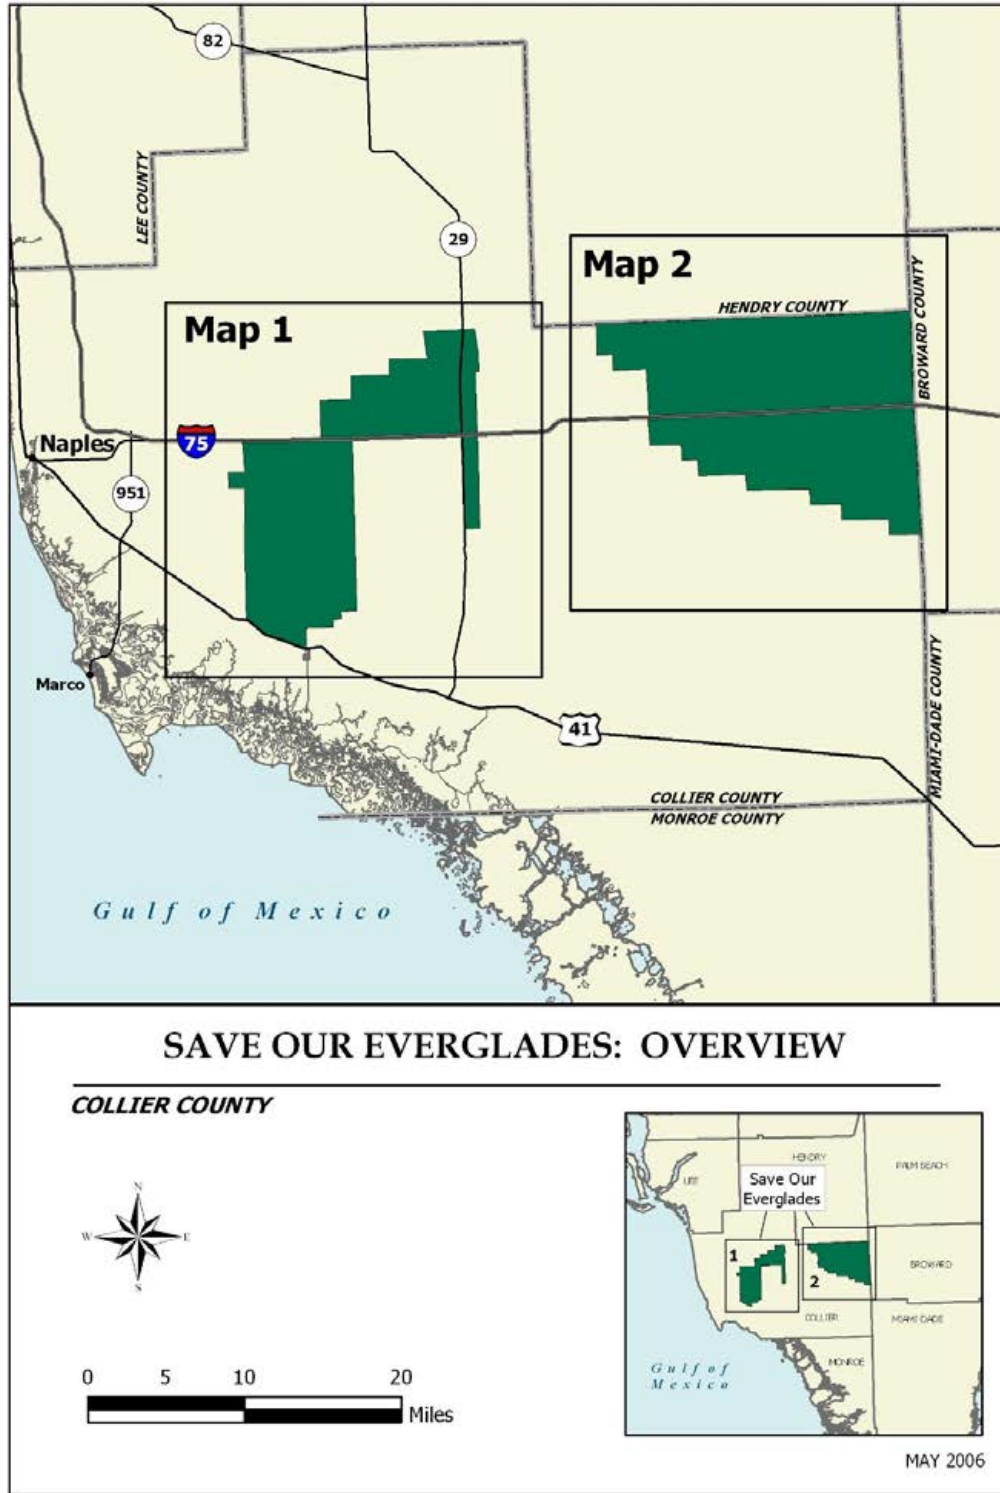 82
LEE COUNTY
29
Map 2
HENDRY COUNTY
BROWARD COUNTY
Map 1
Naples
75
951
Marco
41
MIAMI-DADE COUNTY
COLLIER COUNTY
MONROE COUNTY
Gulf of Mexico
SAVE OUR EVERGLADES: OVERVIEW
COLLIER COUNTY
N
W E
S
0 5 10 20
Miles
HENDRY
PALM BEACH
LEE
Save Our
Everglades
1
2
BROWARD
COLLIER
MIAMI-DADE
MONROE
Gulf of
Mexico
MAY 2006